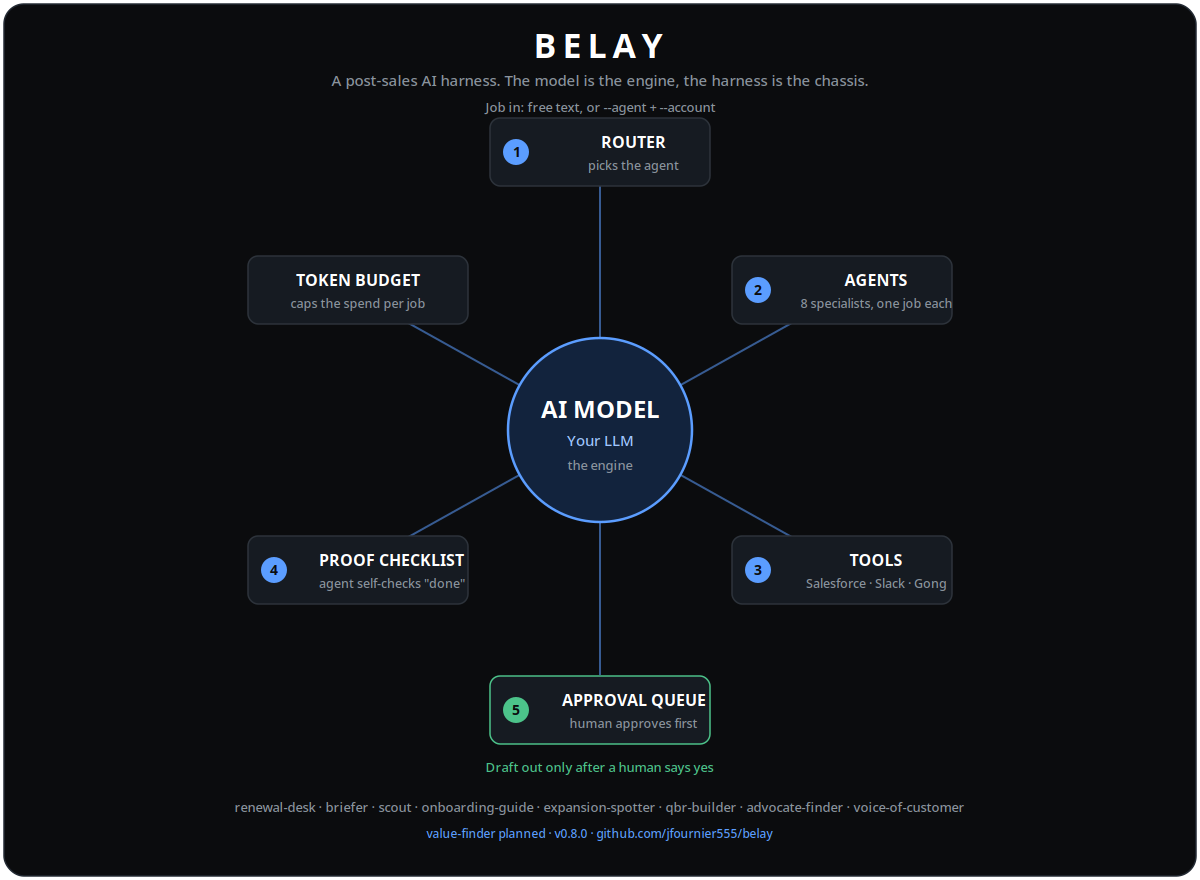 BELAY
A post-sales AI harness. The model is the engine, the harness is the chassis.
Job in: free text, or --agent + --account
1
ROUTER
picks the agent
TOKEN BUDGET
caps the spend per job
2
AGENTS
8 specialists, one job each
AI MODEL
Your LLM
the engine
4
PROOF CHECKLIST
agent self-checks "done"
3
TOOLS
Salesforce · Slack · Gong
5
APPROVAL QUEUE
human approves first
Draft out only after a human says yes
renewal-desk · briefer · scout · onboarding-guide · expansion-spotter · qbr-builder · advocate-finder · voice-of-customer
value-finder planned · v0.8.0 · github.com/jfournier555/belay